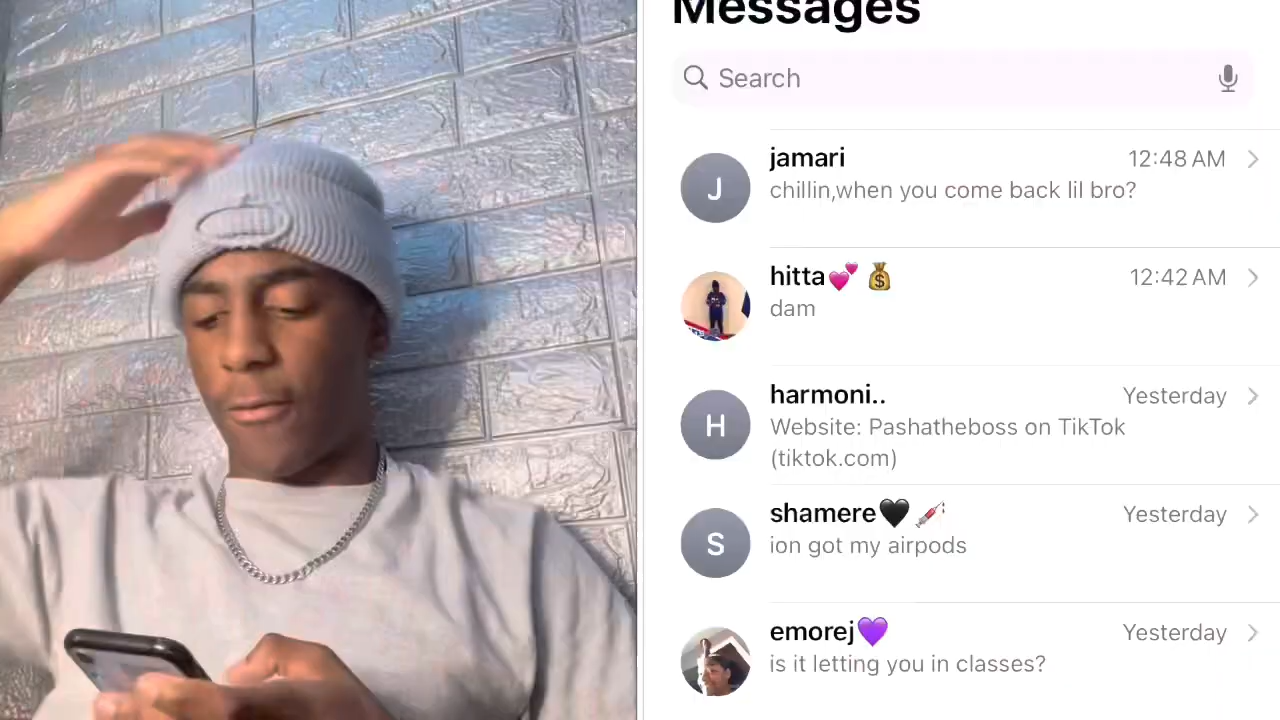 Messages
Search
jamari
12:48 AM
J
chillin,when you come back lil bro?
hitta💕💰
12:42 AM
dam
harmoni..
Yesterday
H
Website: Pashatheboss on TikTok
(tiktok.com)
shamere🖤💉
Yesterday
S
ion got my airpods
emorej💜
Yesterday
is it letting you in classes?